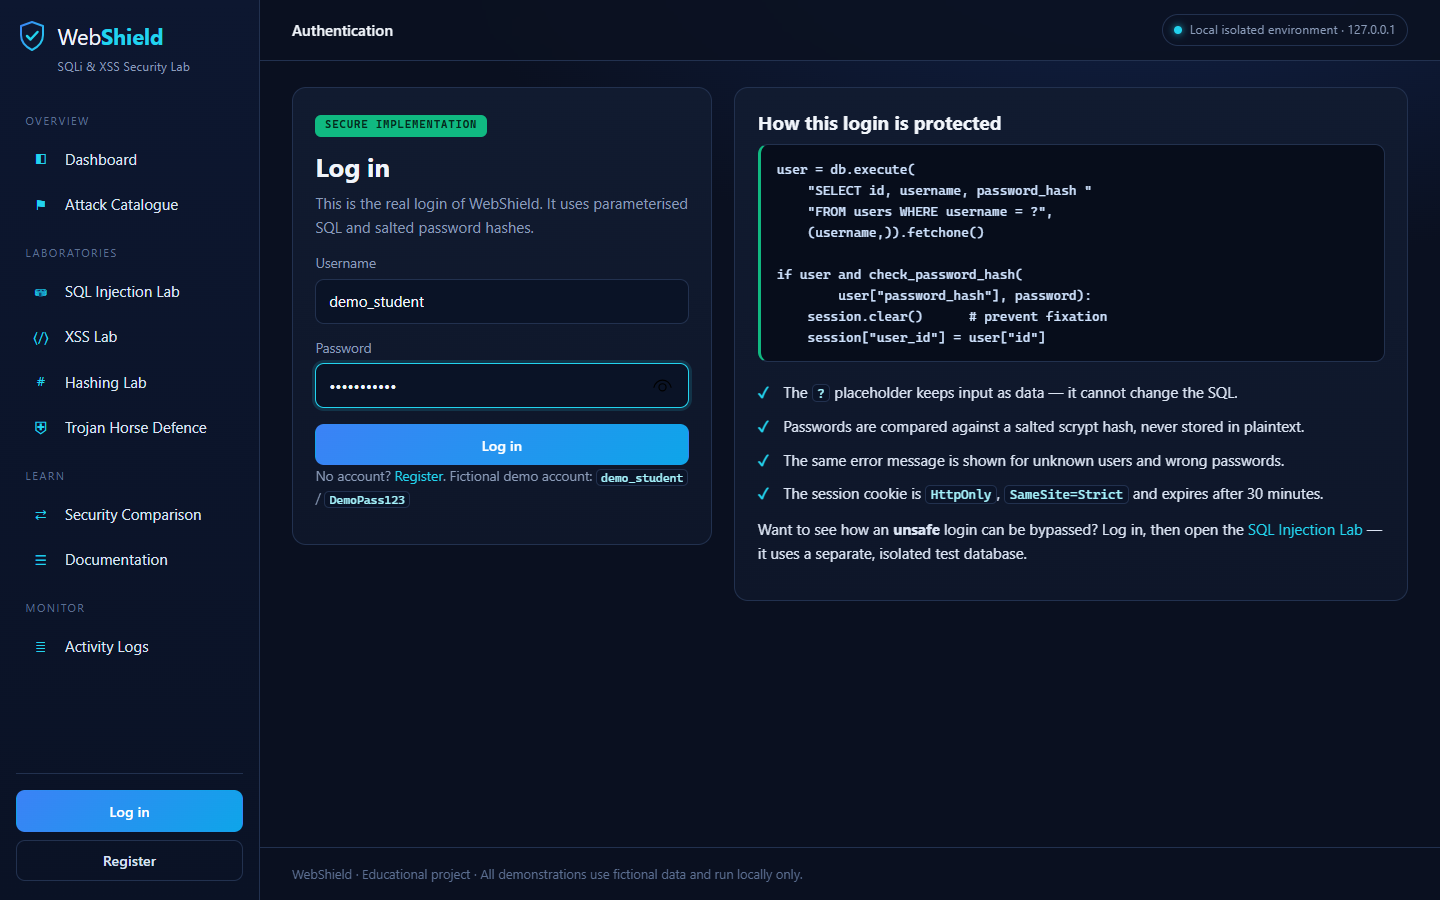 WebShield
SQLi & XSS Security Lab
OVERVIEW
Dashboard
Attack Catalogue
LABORATORIES
SQL Injection Lab
XSS Lab
Hashing Lab
Trojan Horse Defence
LEARN
Security Comparison
Documentation
MONITOR
Activity Logs
Log in
Register
Authentication
Local isolated environment · 127.0.0.1
SECURE IMPLEMENTATION
Log in
This is the real login of WebShield. It uses parameterised
SQL and salted password hashes.
Username
demo_student
Password
•••••••••••
Log in
No account? Register. Fictional demo account: demo_student
/ DemoPass123
How this login is protected
user = db.execute(
    "SELECT id, username, password_hash "
    "FROM users WHERE username = ?",
    (username,)).fetchone()
if user and check_password_hash(
        user["password_hash"], password):
    session.clear()      # prevent fixation
    session["user_id"] = user["id"]
✓ The ? placeholder keeps input as data — it cannot change the SQL.
✓ Passwords are compared against a salted scrypt hash, never stored in plaintext.
✓ The same error message is shown for unknown users and wrong passwords.
✓ The session cookie is HttpOnly, SameSite=Strict and expires after 30 minutes.
Want to see how an unsafe login can be bypassed? Log in, then open the SQL Injection Lab —
it uses a separate, isolated test database.
WebShield · Educational project · All demonstrations use fictional data and run locally only.